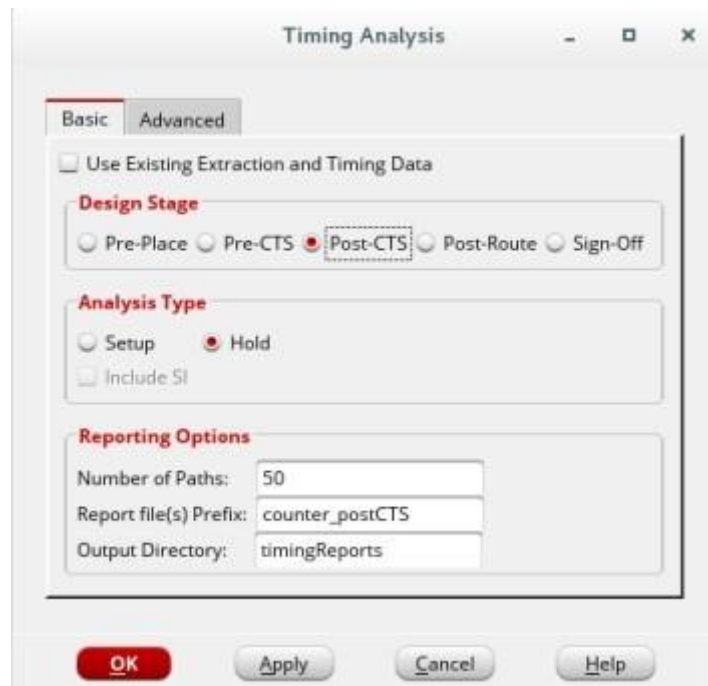 Timing Analysis
Basic Advanced
Use Existing Extraction and Timing Data
Design Stage
Pre-Place Pre-CTS Post-CTS Post-Route Sign-Off
Analysis Type
Setup Hold
Include SI
Reporting Options
Number of Paths: 50
Report file(s) Prefix: counter_postCTS
Output Directory: timingReports
OK Apply Cancel Help